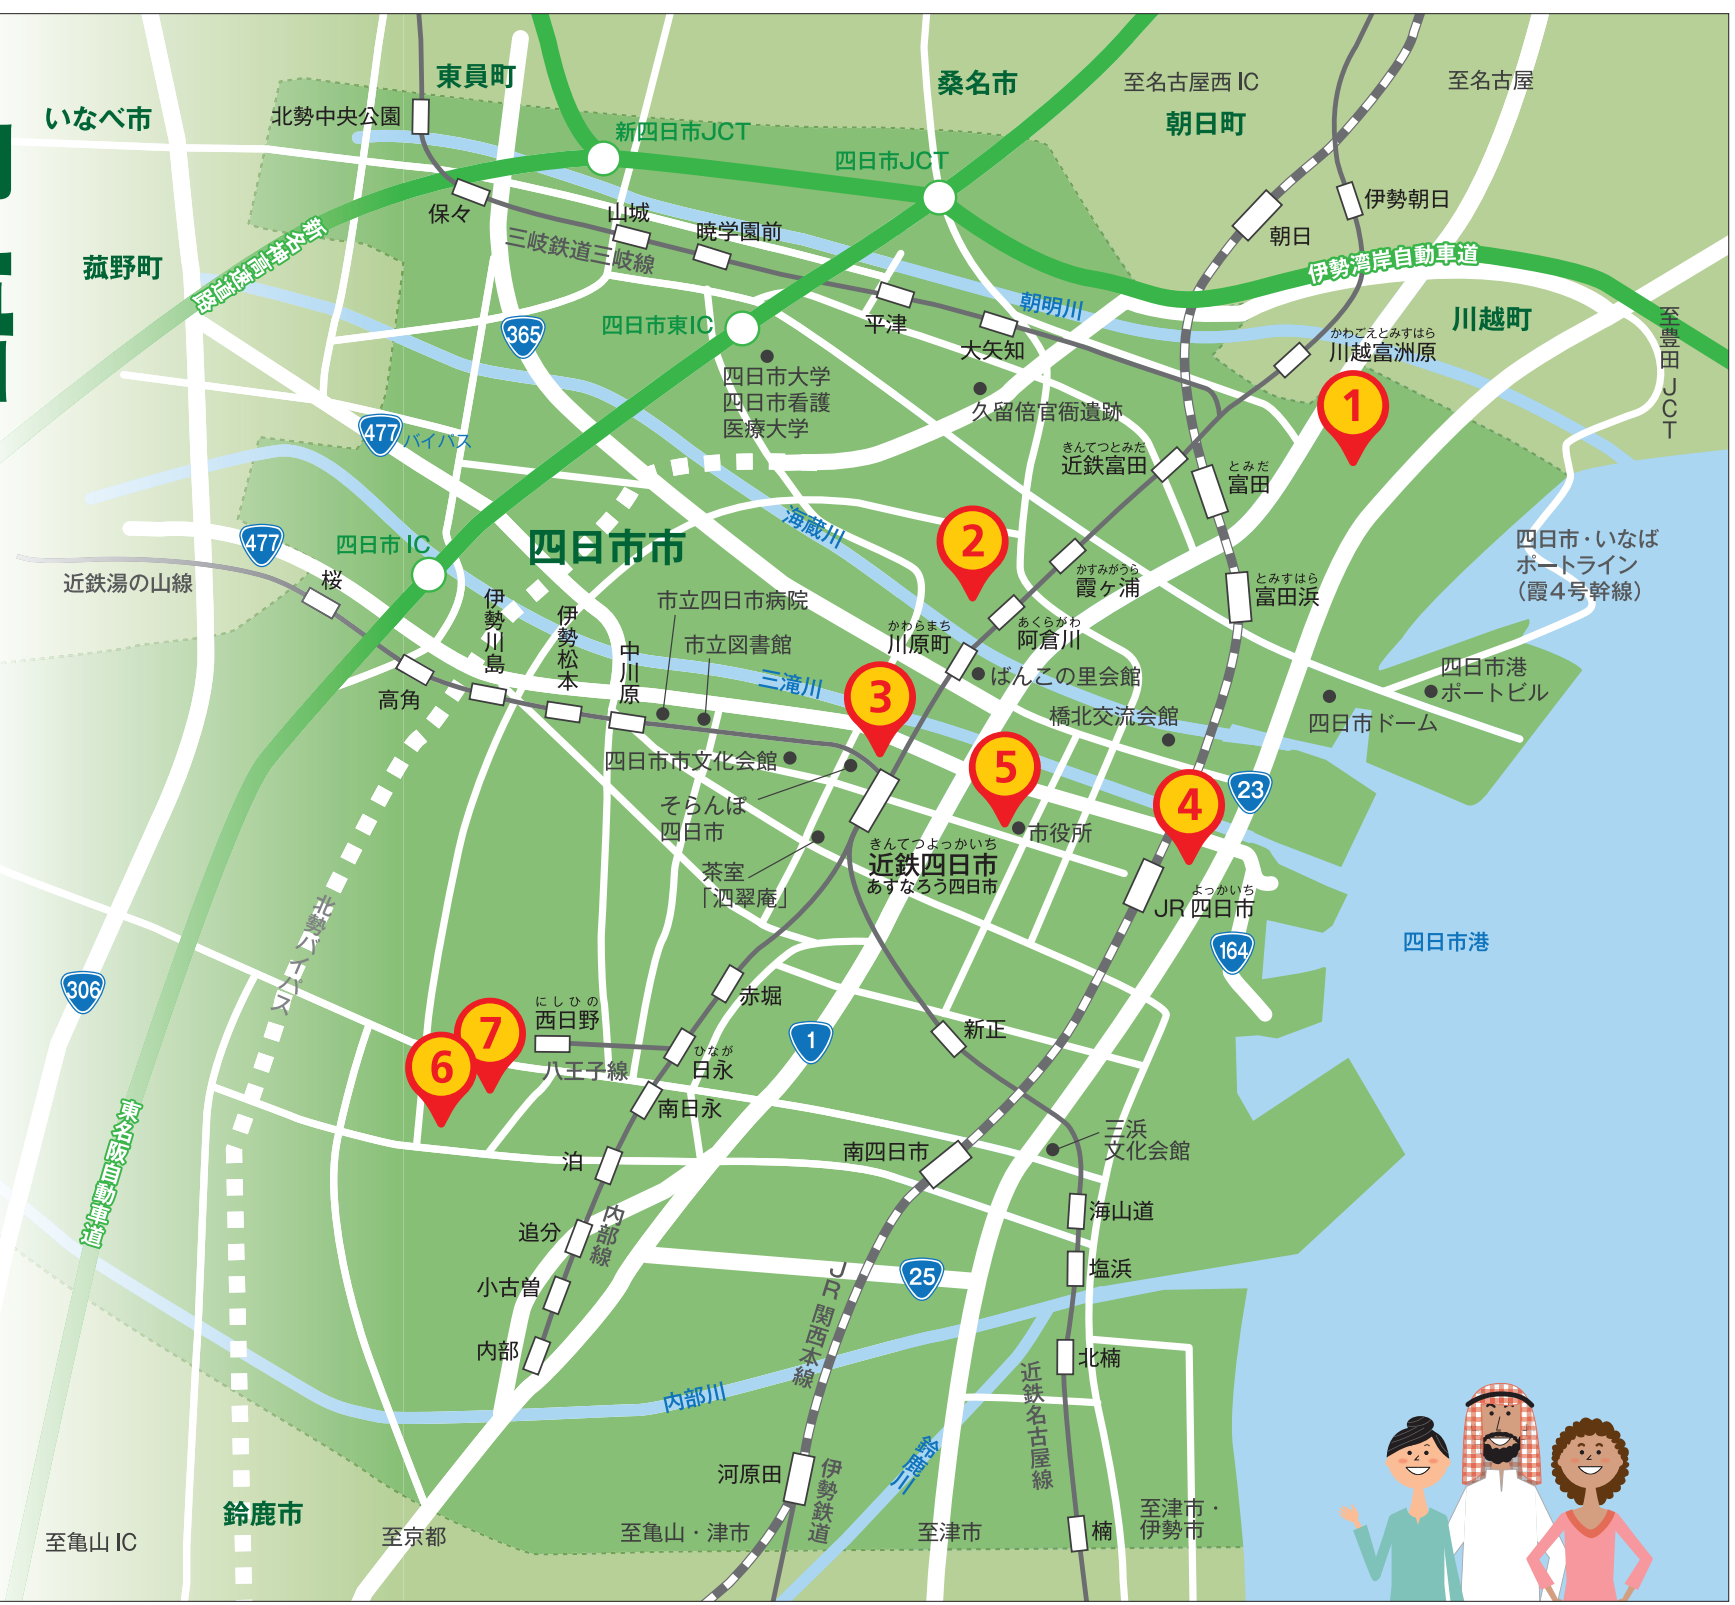 東員町
桑名市
至名古屋西IC
至名古屋
いなべ市
北勢中央公園
朝日町
新四日市JCT
四日市JCT
保々
山城
暁学園前
伊勢朝日
朝日
三岐鉄道三岐線
菰野町
新名神高速道路
伊勢湾岸自動車道
朝明川
川越町
至豊田JCT
365
四日市東IC
平津
大矢知
かわごえとみすはら
川越富洲原
四日市大学
四日市看護
医療大学
久留倍官衙遺跡
1
477
バイパス
きんてつとみだ
近鉄富田
とみだ
富田
477
四日市IC
四日市市
海蔵川
2
四日市・いなば
ポートライン
(霞4号幹線)
近鉄湯の山線
桜
かすみがうら
霞ヶ浦
とみすはら
富田浜
伊勢川島
伊勢松本
中川原
市立四日市病院
市立図書館
かわらまち
川原町
あくらがわ
阿倉川
三滝川
ばんこの里会館
四日市港
ポートビル
高角
3
橋北交流会館
四日市ドーム
四日市市文化会館
5
23
4
そらんぽ
四日市
市役所
きんてつよっかいち
近鉄四日市
あすなろう四日市
茶室
「泗翠庵」
よっかいち
JR四日市
北勢バイパス
164
四日市港
306
赤堀
にしひの
西日野
新正
7
6
1
ひなが
日永
八王子線
南日永
東名阪自動車道
泊
南四日市
三浜
文化会館
追分
内部線
海山道
塩浜
小古曽
25
JR関西本線
内部
北楠
内部川
近鉄名古屋線
鈴鹿川
河原田
伊勢鉄道
鈴鹿市
至亀山IC
至京都
至亀山・津市
至津市
楠
至津市・
伊勢市